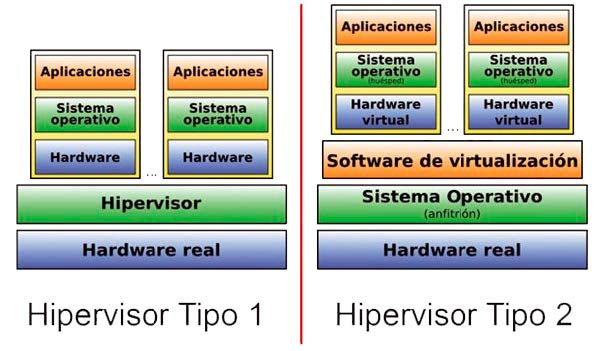 Aplicaciones
Sistema
operativo
Hardware
...
Aplicaciones
Sistema
operativo
Hardware
Hipervisor
Hardware real
Hipervisor Tipo 1
Aplicaciones
Sistema
operativo
(huésped)
Hardware
virtual
...
Aplicaciones
Sistema
operativo
(huésped)
Hardware
virtual
Software de virtualización
Sistema Operativo
(anfitrión)
Hardware real
Hipervisor Tipo 2